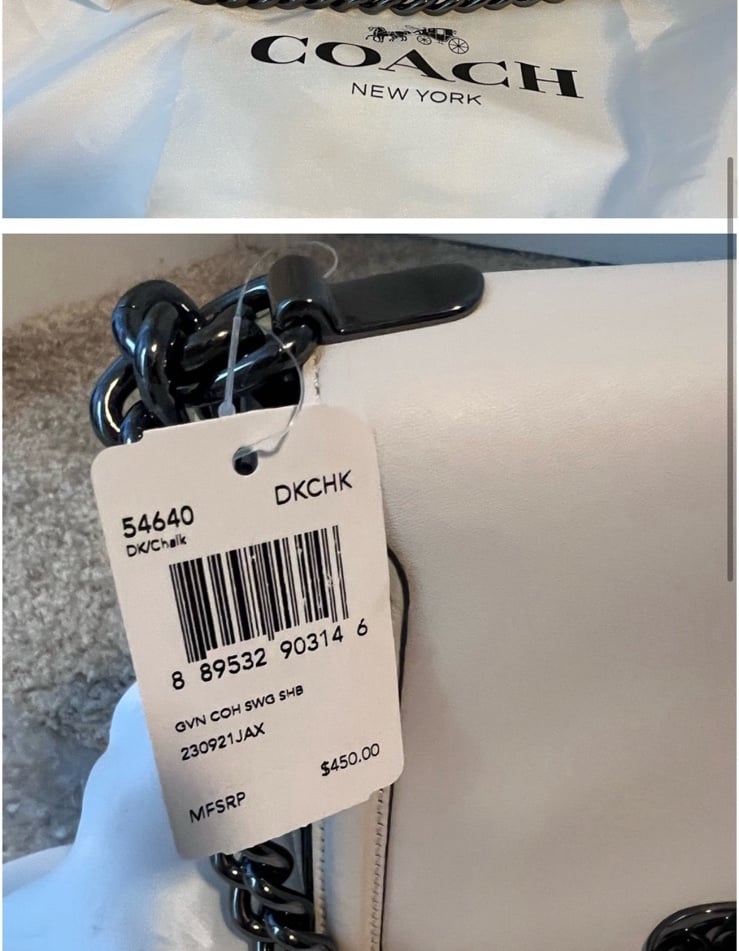 COACH
NEW YORK
DKCHK
54640
DK/Chalk
8 89532 90314 6
GVN COH SWG SHB
230921JAX
$450.00
MFSRP